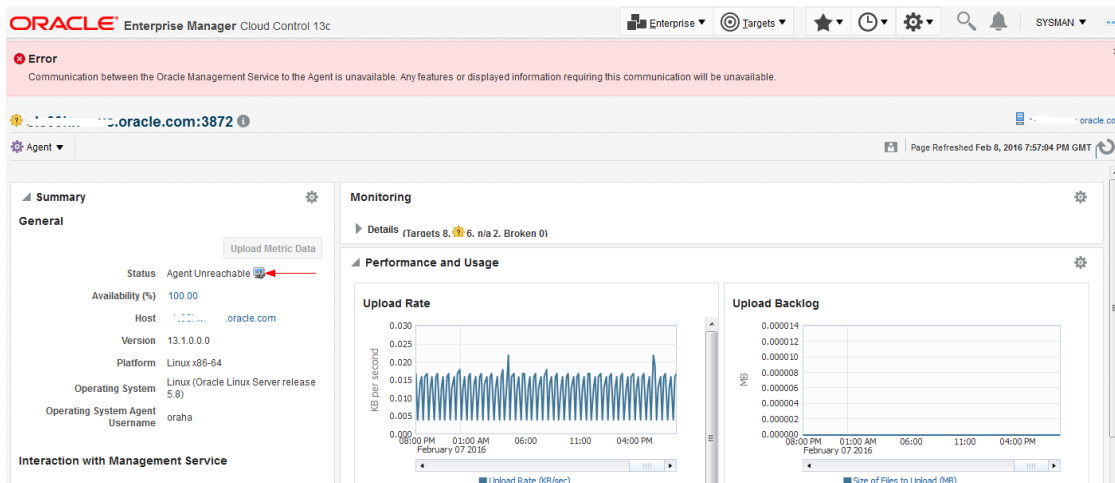 ORACLE® Enterprise Manager Cloud Control 13c
Enterprise ▼ Targets ▼ SYSMAN ▼
Error
Communication between the Oracle Management Service to the Agent is unavailable. Any features or displayed information requiring this communication will be unavailable.
.oracle.com:3872
oracle.co
Agent ▼
Page Refreshed Feb 8, 2016 7:57:04 PM GMT
Summary
General
Upload Metric Data
Status Agent Unreachable
Availability (%) 100.00
Host .oracle.com
Version 13.1.0.0.0
Platform Linux x86-64
Operating System Linux (Oracle Linux Server release 5.8)
Operating System Agent Username oraha
Interaction with Management Service
Monitoring
Details (Targets 8, 6, n/a 2, Broken 0)
Performance and Usage
Upload Rate
KB per second
0.030
0.025
0.020
0.015
0.010
0.005
0.000
08:00 PM 01:00 AM 06:00 11:00 04:00 PM
February 07 2016
Upload Rate (KB/sec)
Upload Backlog
MB
0.000014
0.000012
0.000010
0.000008
0.000006
0.000004
0.000002
0.000000
08:00 PM 01:00 AM 06:00 11:00 04:00 PM
February 07 2016
Size of Files to Upload (MB)